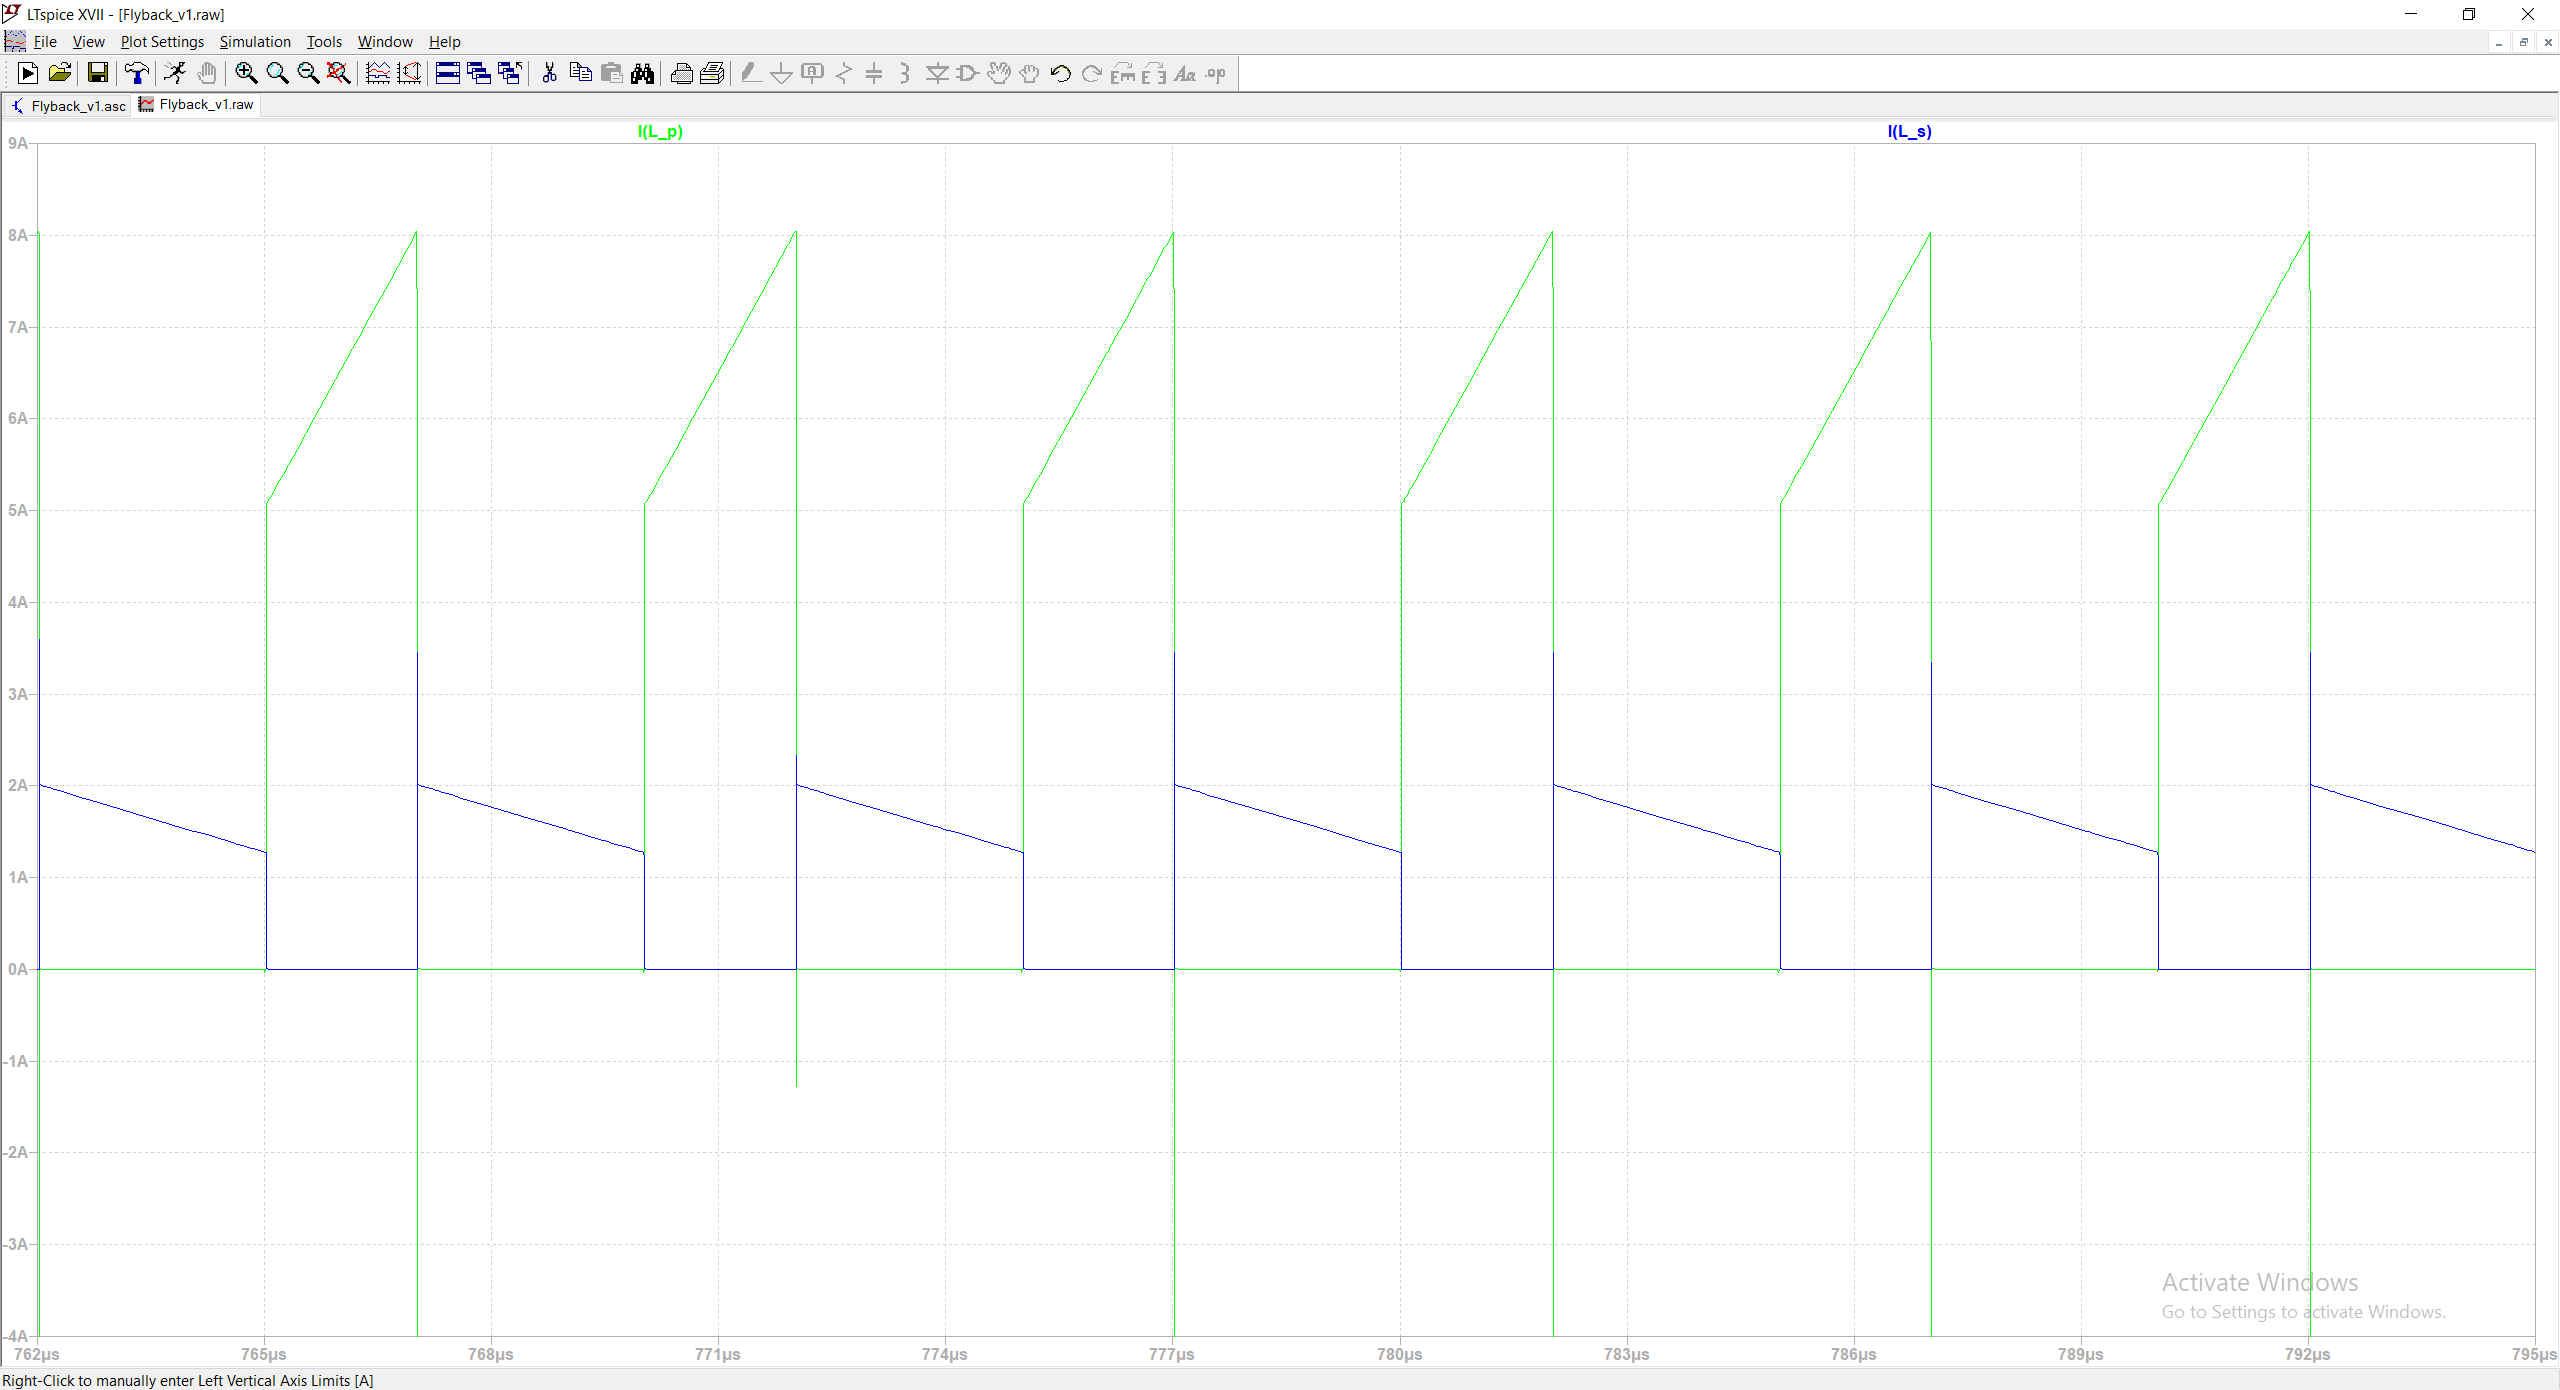 LTspice XVII - [Flyback_v1.raw]
File View Plot Settings Simulation Tools Window Help
Flyback_v1.asc Flyback_v1.raw
I(L_p) I(L_s)
9A
8A
7A
6A
5A
4A
3A
2A
1A
0A
-1A
-2A
-3A
-4A
762µs 765µs 768µs 771µs 774µs 777µs 780µs 783µs 786µs 789µs 792µs 795µs
Activate Windows
Go to Settings to activate Windows.
Right-Click to manually enter Left Vertical Axis Limits [A]